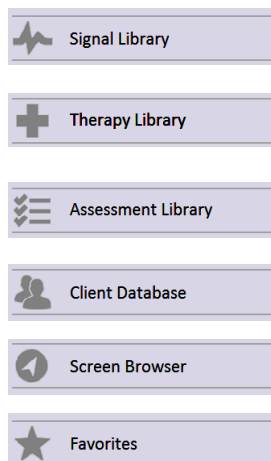 Signal Library
Therapy Library
Assessment Library
Client Database
Screen Browser
Favorites